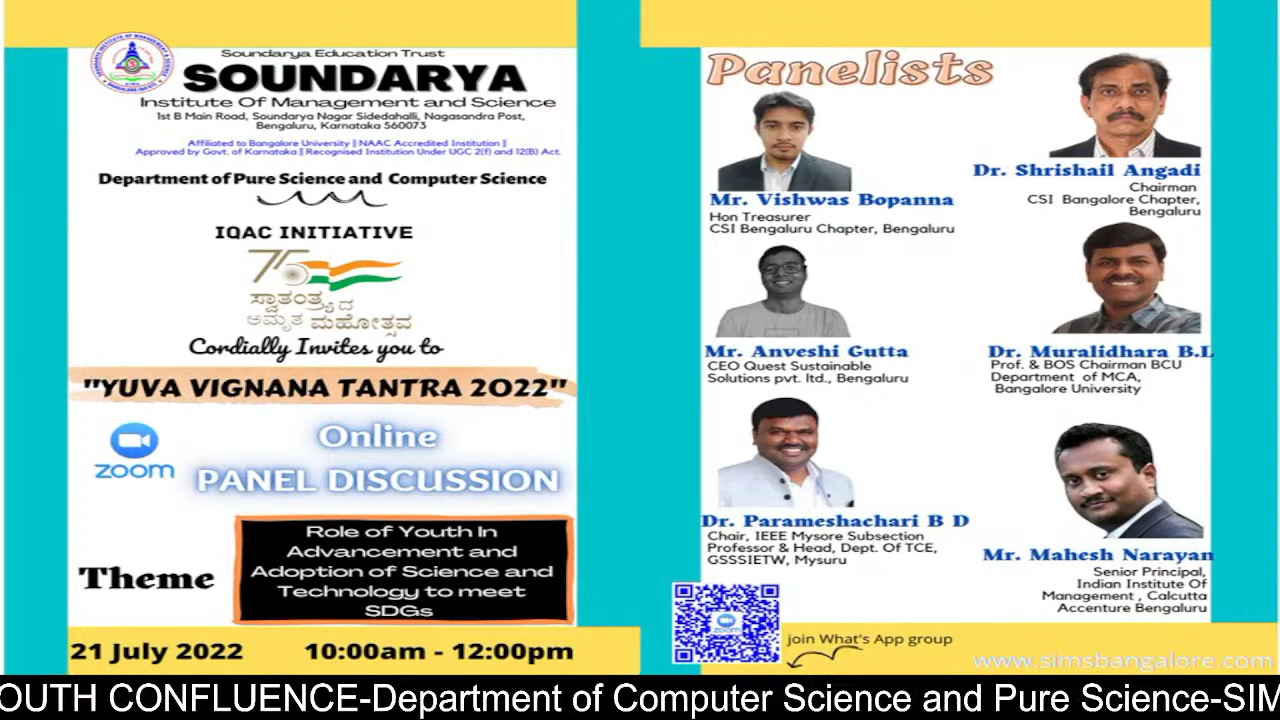 Soundarya Education Trust
SOUNDARYA
Institute Of Management and Science
1st B Main Road, Soundarya Nagar Sidedahalli, Nagasandra Post,
Bengaluru, Karnataka 560073
Affiliated to Bangalore University || NAAC Accredited Institution ||
Approved by Govt. of Karnataka || Recognised Institution Under UGC 2(f) and 12(B) Act.
Department of Pure Science and Computer Science
IQAC INITIATIVE
75
ಸ್ವಾತಂತ್ರ್ಯದ
ಅಮೃತ ಮಹೋತ್ಸವ
Cordially Invites you to
"YUVA VIGNANA TANTRA 2022"
zoom
Online
PANEL DISCUSSION
Theme
Role of Youth In
Advancement and
Adoption of Science and
Technology to meet
SDGs
21 July 2022 10:00am - 12:00pm
Panelists
Mr. Vishwas Bopanna
Hon Treasurer
CSI Bengaluru Chapter, Bengaluru
Dr. Shrishail Angadi
Chairman
CSI Bangalore Chapter,
Bengaluru
Mr. Anveshi Gutta
CEO Quest Sustainable
Solutions pvt. ltd., Bengaluru
Dr. Muralidhara B.L
Prof. & BOS Chairman BCU
Department of MCA,
Bangalore University
Dr. Parameshachari B D
Chair, IEEE Mysore Subsection
Professor & Head, Dept. Of TCE,
GSSSIETW, Mysuru
Mr. Mahesh Narayan
Senior Principal,
Indian Institute Of
Management , Calcutta
Accenture Bengaluru
zoom
join What's App group
www.simsbangalore.com
OUTH CONFLUENCE-Department of Computer Science and Pure Science-SIM